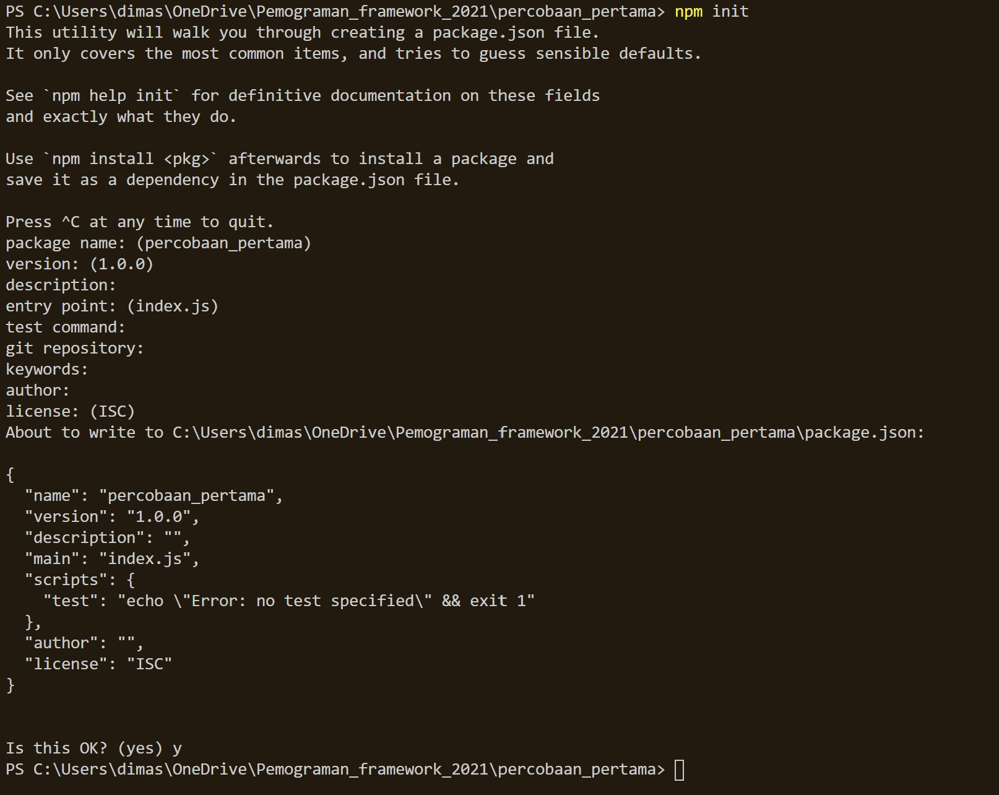 PS C:\Users\dimas\OneDrive\Pemograman_framework_2021\percobaan_pertama> npm init
This utility will walk you through creating a package.json file.
It only covers the most common items, and tries to guess sensible defaults.
See `npm help init` for definitive documentation on these fields
and exactly what they do.
Use `npm install <pkg>` afterwards to install a package and
save it as a dependency in the package.json file.
Press ^C at any time to quit.
package name: (percobaan_pertama)
version: (1.0.0)
description:
entry point: (index.js)
test command:
git repository:
keywords:
author:
license: (ISC)
About to write to C:\Users\dimas\OneDrive\Pemograman_framework_2021\percobaan_pertama\package.json:
{
  "name": "percobaan_pertama",
  "version": "1.0.0",
  "description": "",
  "main": "index.js",
  "scripts": {
    "test": "echo \"Error: no test specified\" && exit 1"
  },
  "author": "",
  "license": "ISC"
}
Is this OK? (yes) y
PS C:\Users\dimas\OneDrive\Pemograman_framework_2021\percobaan_pertama>